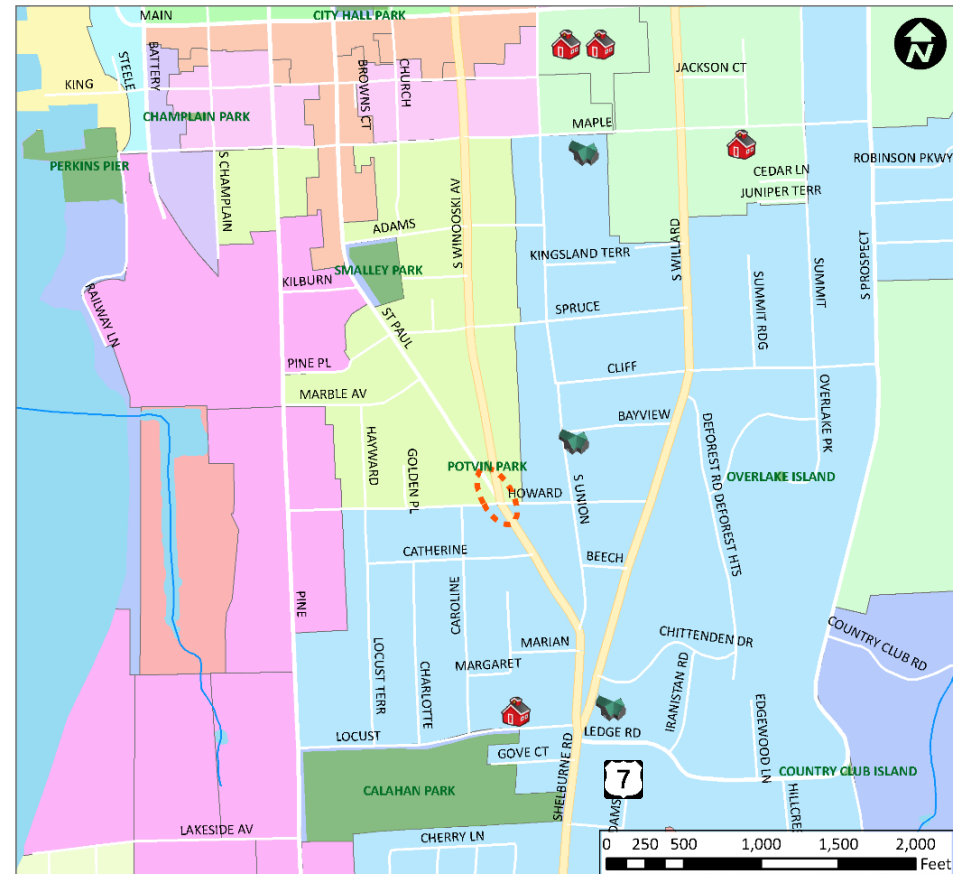 MAIN
CITY HALL PARK
N
BATTERY
STEELE
BROWNS CT
CHURCH
JACKSON CT
KING
CHAMPLAIN PARK
MAPLE
PERKINS PIER
S CHAMPLAIN
ROBINSON PKWY
CEDAR LN
JUNIPER TERR
S WINOOSKI AV
ADAMS
S WILLARD
KINGSLAND TERR
SMALLEY PARK
KILBURN
SUMMIT RDG
SUMMIT
S PROSPECT
RAILWAY LN
ST PAUL
SPRUCE
PINE PL
CLIFF
MARBLE AV
OVERLAKE PK
BAYVIEW
HAYWARD
GOLDEN PL
POTVIN PARK
DEFOREST RD
OVERLAKE ISLAND
HOWARD
S UNION
DEFOREST HTS
CATHERINE
BEECH
PINE
CAROLINE
COUNTRY CLUB RD
MARIAN
CHITTENDEN DR
LOCUST TERR
CHARLOTTE
MARGARET
IRANISTAN RD
EDGEWOOD LN
LOCUST
LEDGE RD
GOVE CT
SHELBURNE RD
7
COUNTRY CLUB ISLAND
CALAHAN PARK
LAKESIDE AV
CHERRY LN
0 250 500 1,000 1,500 2,000
Feet